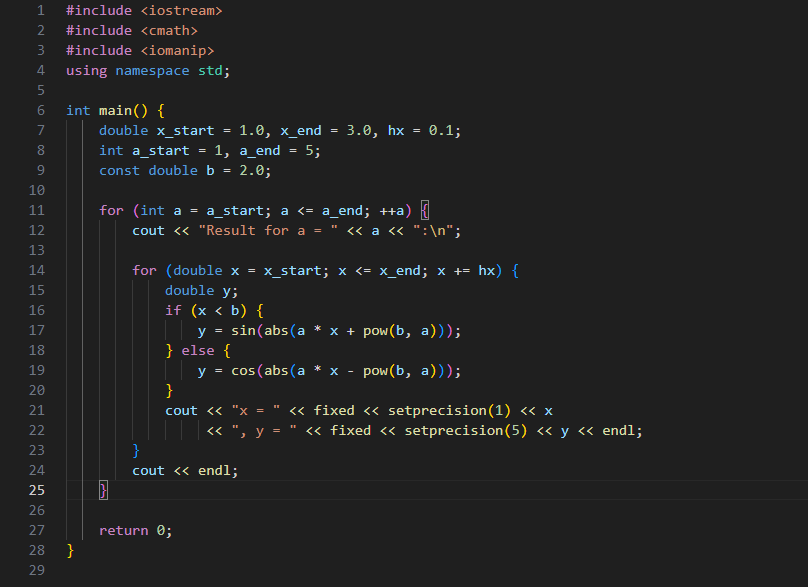 1 #include <iostream>
2 #include <cmath>
3 #include <iomanip>
4 using namespace std;
5
6 int main() {
7     double x_start = 1.0, x_end = 3.0, hx = 0.1;
8     int a_start = 1, a_end = 5;
9     const double b = 2.0;
10
11     for (int a = a_start; a <= a_end; ++a) {
12         cout << "Result for a = " << a << ":\n";
13
14         for (double x = x_start; x <= x_end; x += hx) {
15             double y;
16             if (x < b) {
17                 y = sin(abs(a * x + pow(b, a)));
18             } else {
19                 y = cos(abs(a * x - pow(b, a)));
20             }
21             cout << "x = " << fixed << setprecision(1) << x
22                  << ", y = " << fixed << setprecision(5) << y << endl;
23         }
24         cout << endl;
25     }
26
27     return 0;
28 }
29